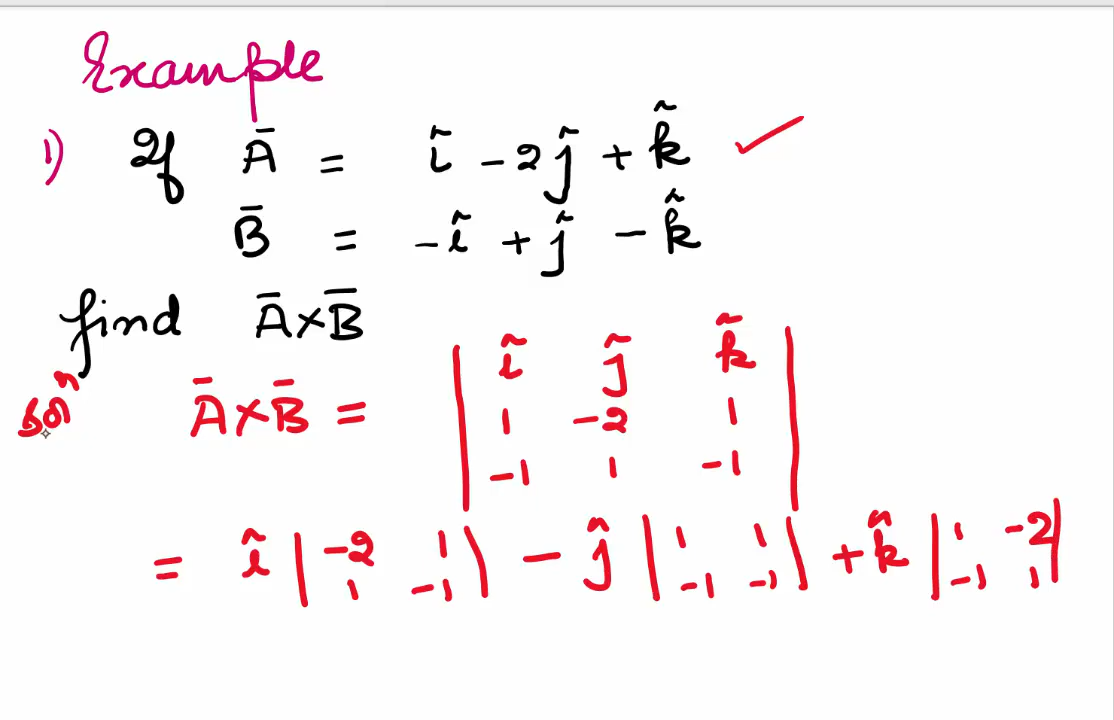 Example
1) If Ā = î - 2ĵ + k̂ ✓
B̄ = -î + ĵ - k̂
find Ā×B̄
solⁿ Ā×B̄ = | î ĵ k̂ |
| 1 -2 1 |
| -1 1 -1 |
= î | -2 1 | - ĵ | 1 1 | + k̂ | 1 -2 |
| 1 -1 | | -1 -1 | | -1 1 |